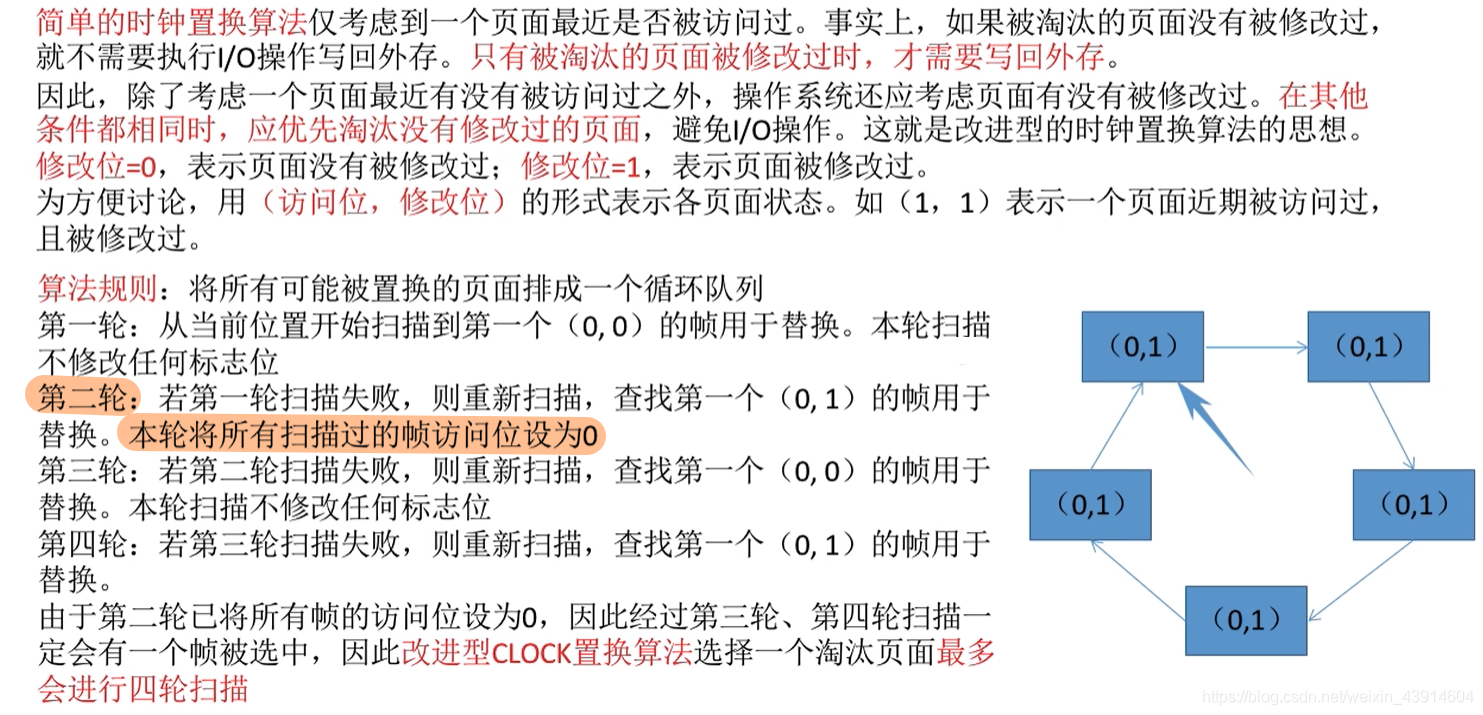 简单的时钟置换算法仅考虑到一个页面最近是否被访问过。事实上，如果被淘汰的页面没有被修改过，
就不需要执行I/O操作写回外存。只有被淘汰的页面被修改过时，才需要写回外存。
因此，除了考虑一个页面最近有没有被访问过之外，操作系统还应考虑页面有没有被修改过。在其他
条件都相同时，应优先淘汰没有修改过的页面，避免I/O操作。这就是改进型的时钟置换算法的思想。
修改位=0，表示页面没有被修改过；修改位=1，表示页面被修改过。
为方便讨论，用（访问位，修改位）的形式表示各页面状态。如（1，1）表示一个页面近期被访问过，
且被修改过。
算法规则：将所有可能被置换的页面排成一个循环队列
第一轮：从当前位置开始扫描到第一个（0, 0）的帧用于替换。本轮扫描
不修改任何标志位
第二轮：若第一轮扫描失败，则重新扫描，查找第一个（0, 1）的帧用于
替换。本轮将所有扫描过的帧访问位设为0
第三轮：若第二轮扫描失败，则重新扫描，查找第一个（0, 0）的帧用于
替换。本轮扫描不修改任何标志位
第四轮：若第三轮扫描失败，则重新扫描，查找第一个（0, 1）的帧用于
替换。
由于第二轮已将所有帧的访问位设为0，因此经过第三轮、第四轮扫描一
定会有一个帧被选中，因此改进型CLOCK置换算法选择一个淘汰页面最多
会进行四轮扫描
（0,1）
（0,1）
（0,1）
（0,1）
（0,1）
https://blog.csdn.net/weixin_43914604